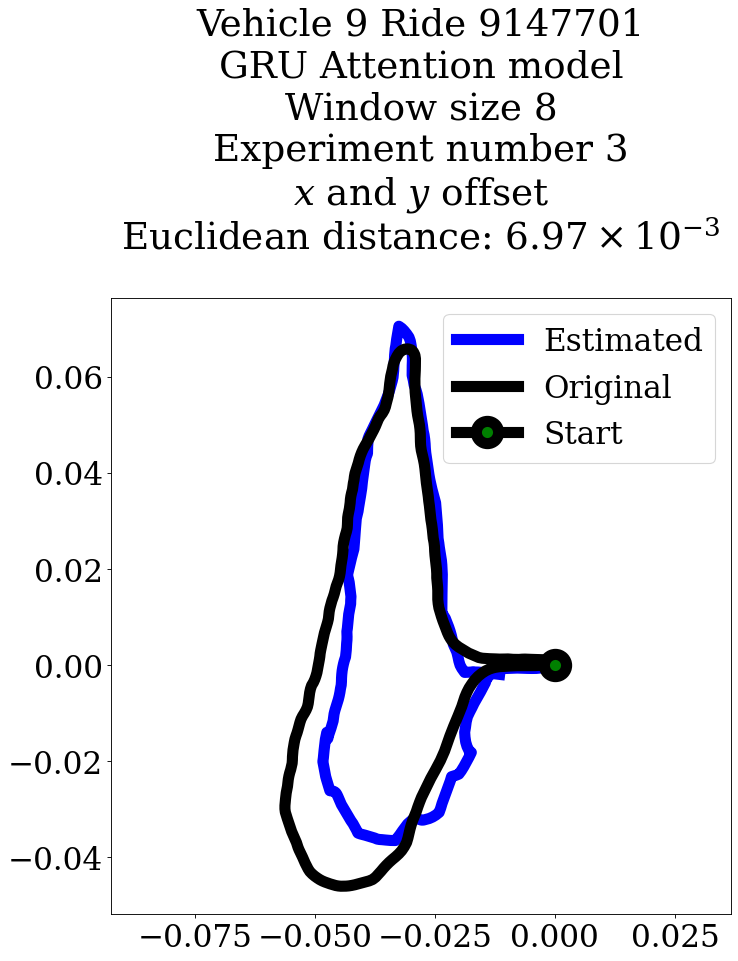 Vehicle 9 Ride 9147701
GRU Attention model
Window size 8
Experiment number 3
x and y offset
Euclidean distance: 6.97 × 10⁻³
Estimated
Original
Start
0.06
0.04
0.02
0.00
−0.02
−0.04
−0.075 −0.050 −0.025 0.000 0.025